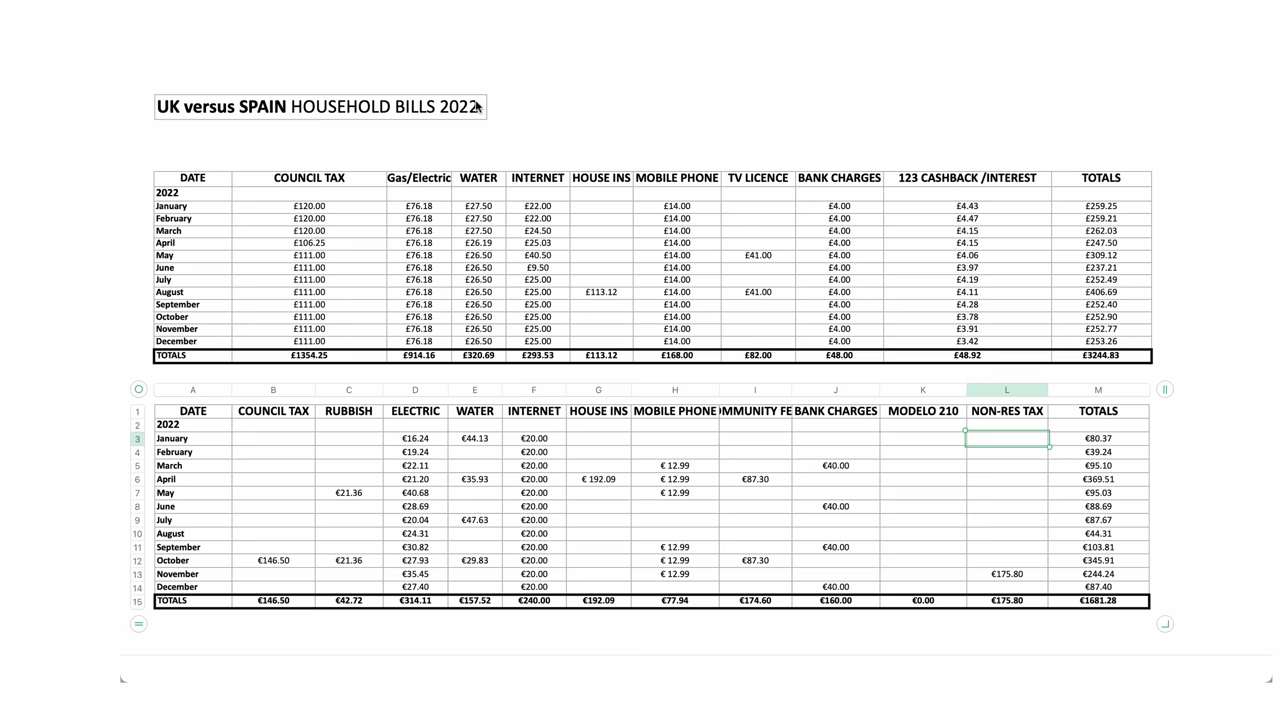 UK versus SPAIN HOUSEHOLD BILLS 2022
DATE COUNCIL TAX Gas/Electric WATER INTERNET HOUSE INS MOBILE PHONE TV LICENCE BANK CHARGES 123 CASHBACK /INTEREST TOTALS
2022
January £120.00 £76.18 £27.50 £22.00 £14.00 £4.00 £4.43 £259.25
February £120.00 £76.18 £27.50 £22.00 £14.00 £4.00 £4.47 £259.21
March £120.00 £76.18 £27.50 £24.50 £14.00 £4.00 £4.15 £262.03
April £106.25 £76.18 £26.19 £25.03 £14.00 £4.00 £4.15 £247.50
May £111.00 £76.18 £26.50 £40.50 £14.00 £41.00 £4.00 £4.06 £309.12
June £111.00 £76.18 £26.50 £9.50 £14.00 £4.00 £3.97 £237.21
July £111.00 £76.18 £26.50 £25.00 £14.00 £4.00 £4.19 £252.49
August £111.00 £76.18 £26.50 £25.00 £113.12 £14.00 £41.00 £4.00 £4.11 £406.69
September £111.00 £76.18 £26.50 £25.00 £14.00 £4.00 £4.28 £252.40
October £111.00 £76.18 £26.50 £25.00 £14.00 £4.00 £3.78 £252.90
November £111.00 £76.18 £26.50 £25.00 £14.00 £4.00 £3.91 £252.77
December £111.00 £76.18 £26.50 £25.00 £14.00 £4.00 £3.42 £253.26
TOTALS £1354.25 £914.16 £320.69 £293.53 £113.12 £168.00 £82.00 £48.00 £48.92 £3244.83
A B C D E F G H I J K L M
1 DATE COUNCIL TAX RUBBISH ELECTRIC WATER INTERNET HOUSE INS MOBILE PHONE MMUNITY FE BANK CHARGES MODELO 210 NON-RES TAX TOTALS
2 2022
3 January €16.24 €44.13 €20.00 €80.37
4 February €19.24 €20.00 €39.24
5 March €22.11 €20.00 € 12.99 €40.00 €95.10
6 April €21.20 €35.93 €20.00 € 192.09 € 12.99 €87.30 €369.51
7 May €21.36 €40.68 €20.00 € 12.99 €95.03
8 June €28.69 €20.00 €40.00 €88.69
9 July €20.04 €47.63 €20.00 €87.67
10 August €24.31 €20.00 €44.31
11 September €30.82 €20.00 € 12.99 €40.00 €103.81
12 October €146.50 €21.36 €27.93 €29.83 €20.00 € 12.99 €87.30 €345.91
13 November €35.45 €20.00 € 12.99 €175.80 €244.24
14 December €27.40 €20.00 €40.00 €87.40
15 TOTALS €146.50 €42.72 €314.11 €157.52 €240.00 €192.09 €77.94 €174.60 €160.00 €0.00 €175.80 €1681.28